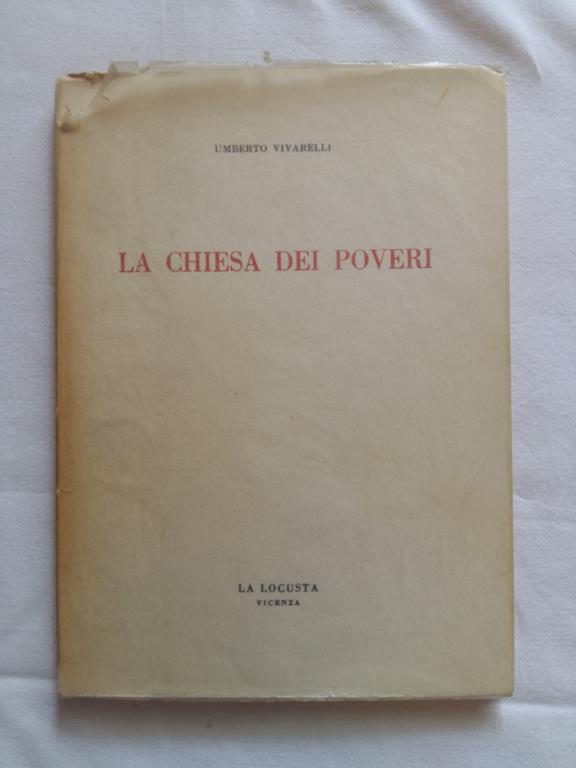 UMBERTO VIVARELLI
LA CHIESA DEI POVERI
LA LOCUSTA
VICENZA